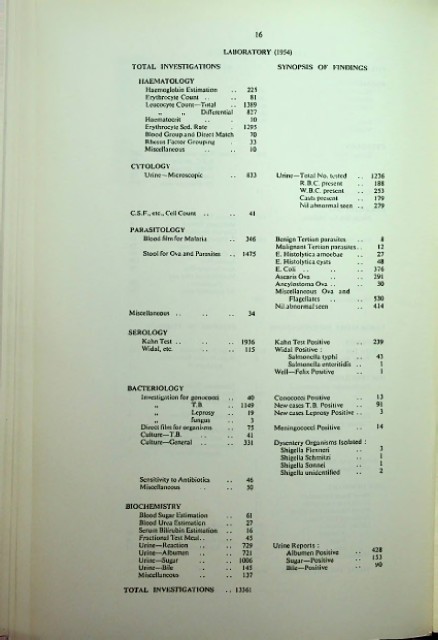 16
LABORATORY (1954)
TOTAL INVESTIGATIONS SYNOPSIS OF FINDINGS
HAEMATOLOGY
Haemoglobin Estimation .. 225
Erythrocyte Count .. .. 81
Leucocyte Count—Total .. 1389
„ „ Differential 827
Haematocrit .. . 10
Erythrocyte Sed. Rate . 1295
Blood Group and Direct Match 70
Rhesus Factor Grouping . 33
Miscellaneous .. .. 10
CYTOLOGY
Urine—Microscopic .. 833 Urine—Total No. tested .. 1236
R.B.C. present .. 188
W.B.C. present .. 253
Casts present .. 179
Nil abnormal seen .. 279
C.S.F., etc., Cell Count .. .. 41
PARASITOLOGY
Blood film for Malaria .. 346 Benign Tertian parasites .. 8
Malignant Tertian parasites .. 12
Stool for Ova and Parasites .. 1475 E. Histolytica amoebae .. 27
E. Histolytica cysts .. 48
E. Coli .. .. .. 376
Ascaris Ova .. .. 291
Ancylostoma Ova .. .. 30
Miscellaneous Ova and
Flagellates .. .. 530
Nil abnormal seen .. 414
Miscellaneous .. .. .. 34
SEROLOGY
Kahn Test .. .. .. 1936 Kahn Test Positive .. 239
Widal, etc. .. .. 115 Widal Positive :
Salmonella typhi .. 43
Salmonella enteritidis .. 1
Weil—Felix Positive .. 1
BACTERIOLOGY
Investigation for gonococci .. 40 Gonococci Positive .. 13
„ T.B. .. 1149 New cases T.B. Positive .. 91
„ Leprosy .. 19 New cases Leprosy Positive .. 3
„ fungus .. 3
Direct film for organisms .. 75 Meningococci Positive .. 14
Culture—T.B. .. .. 41
Culture—General .. .. 331 Dysentery Organisms Isolated :
Shigella Flexneri .. 3
Shigella Schmitzi .. 1
Shigella Sonnei .. 1
Shigella unidentified .. 2
Sensitivity to Antibiotics .. 46
Miscellaneous .. .. 50
BIOCHEMISTRY
Blood Sugar Estimation .. 61
Blood Urea Estimation .. 27
Serum Bilirubin Estimation .. 16
Fractional Test Meal .. .. 45
Urine—Reaction .. .. 729 Urine Reports :
Urine—Albumen .. .. 721 Albumen Positive .. 428
Urine—Sugar .. .. 1006 Sugar—Positive .. 153
Urine—Bile .. .. 145 Bile—Positive .. 90
Miscellaneous .. .. 137
TOTAL INVESTIGATIONS .. 13361